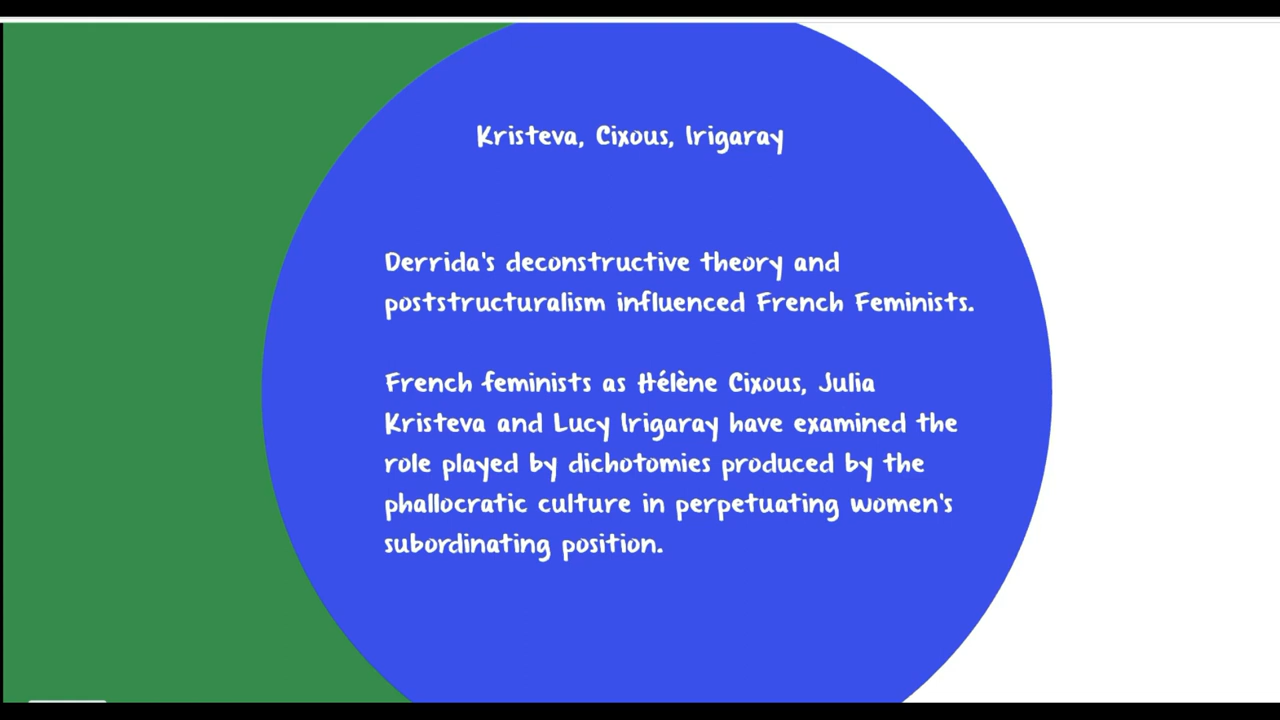 Kristeva, Cixous, Irigaray
Derrida's deconstructive theory and
poststructuralism influenced French Feminists.
French feminists as Hélène Cixous, Julia
Kristeva and Lucy Irigaray have examined the
role played by dichotomies produced by the
phallocratic culture in perpetuating women's
subordinating position.